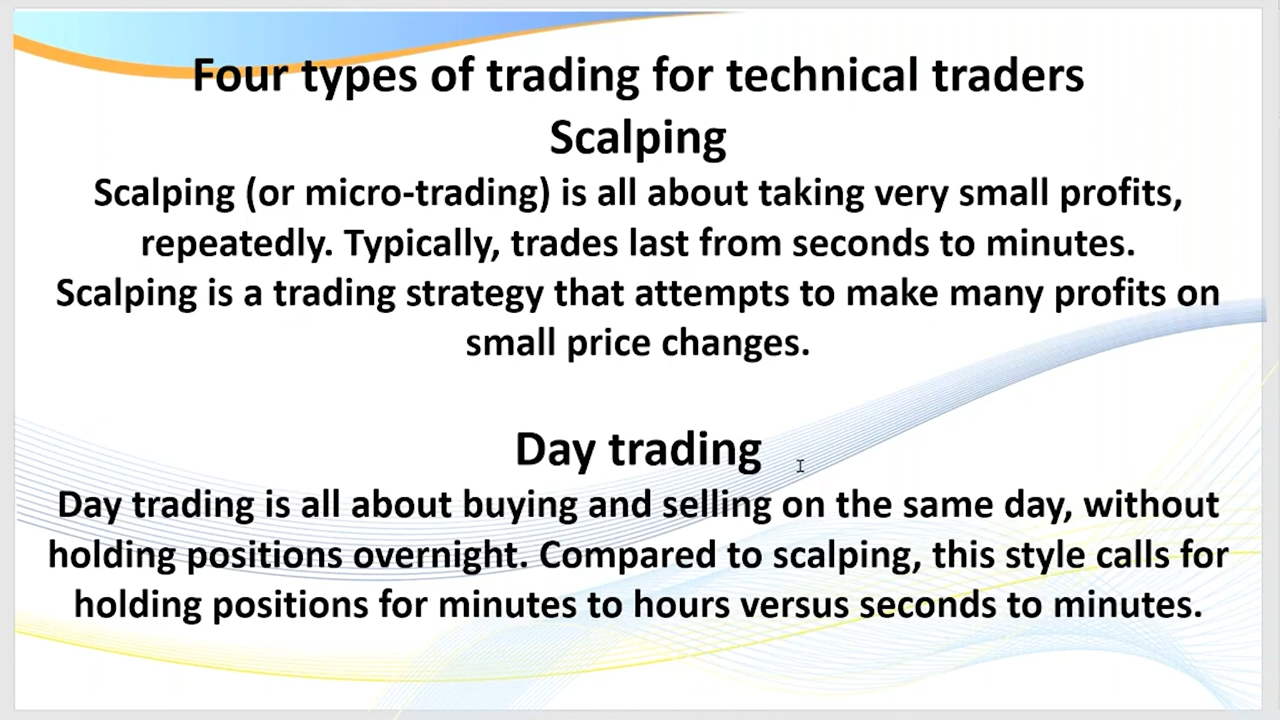 Four types of trading for technical traders
Scalping
Scalping (or micro-trading) is all about taking very small profits,
repeatedly. Typically, trades last from seconds to minutes.
Scalping is a trading strategy that attempts to make many profits on
small price changes.
Day trading
Day trading is all about buying and selling on the same day, without
holding positions overnight. Compared to scalping, this style calls for
holding positions for minutes to hours versus seconds to minutes.